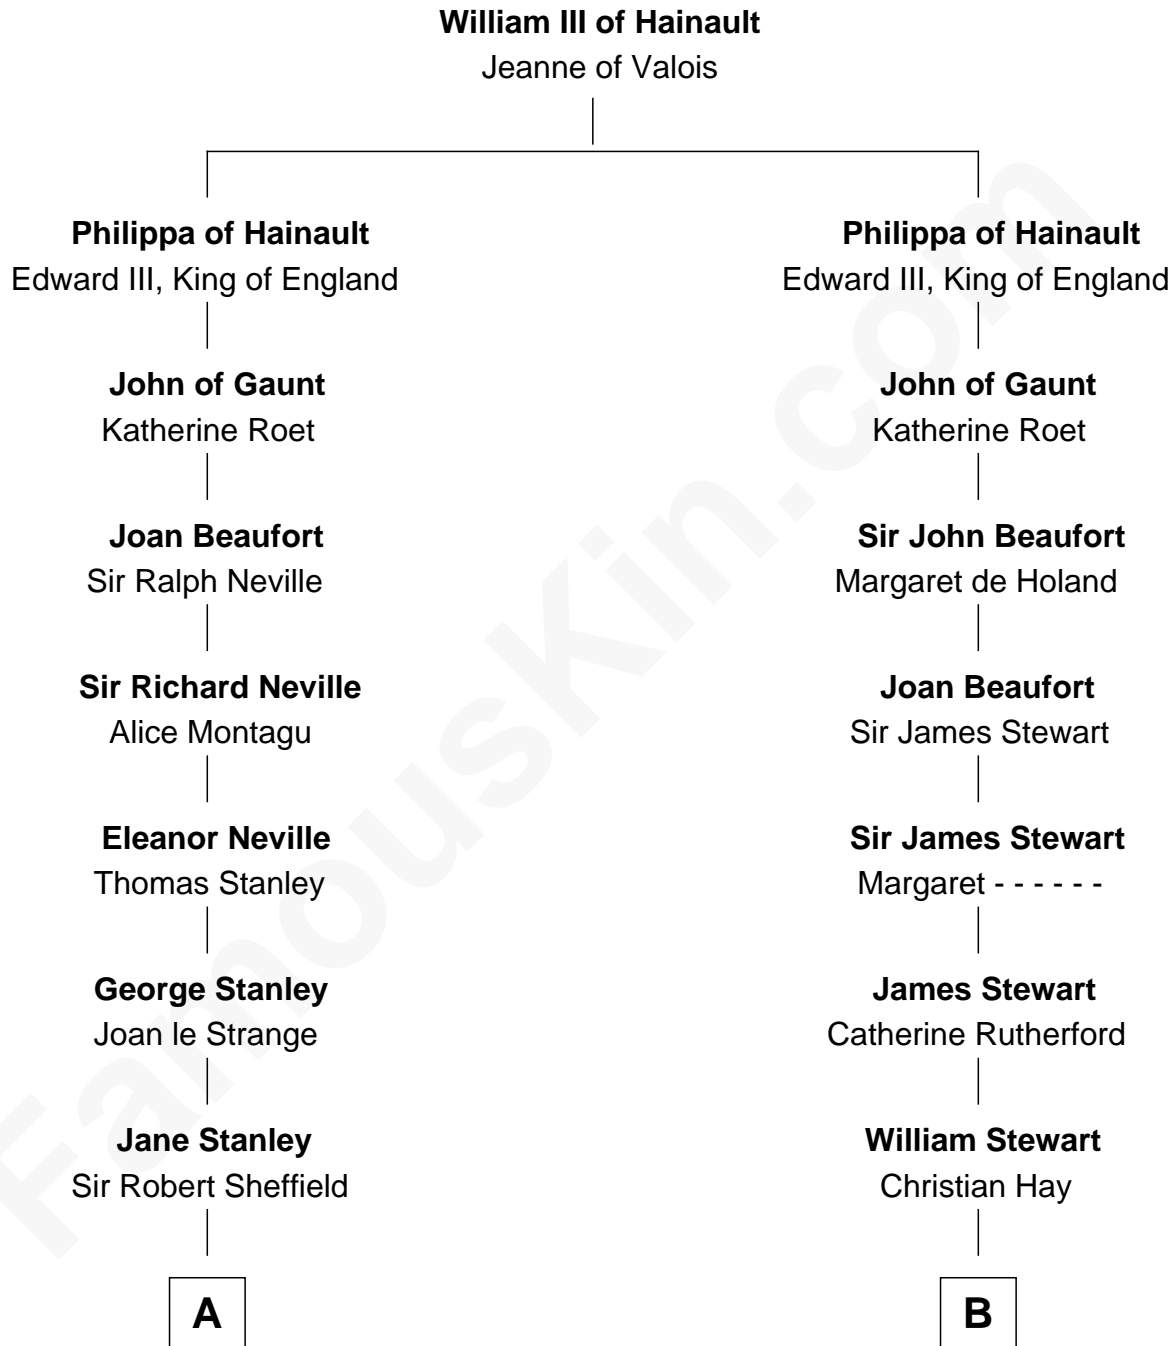 William III of Hainault
Jeanne of Valois
Philippa of Hainault
Edward III, King of England
John of Gaunt
Katherine Roet
Joan Beaufort
Sir Ralph Neville
Sir Richard Neville
Alice Montagu
Eleanor Neville
Thomas Stanley
George Stanley
Joan le Strange
Jane Stanley
Sir Robert Sheffield
A
Philippa of Hainault
Edward III, King of England
John of Gaunt
Katherine Roet
Sir John Beaufort
Margaret de Holand
Joan Beaufort
Sir James Stewart
Sir James Stewart
Margaret - - - - - -
James Stewart
Catherine Rutherford
William Stewart
Christian Hay
B
FamousKin.com